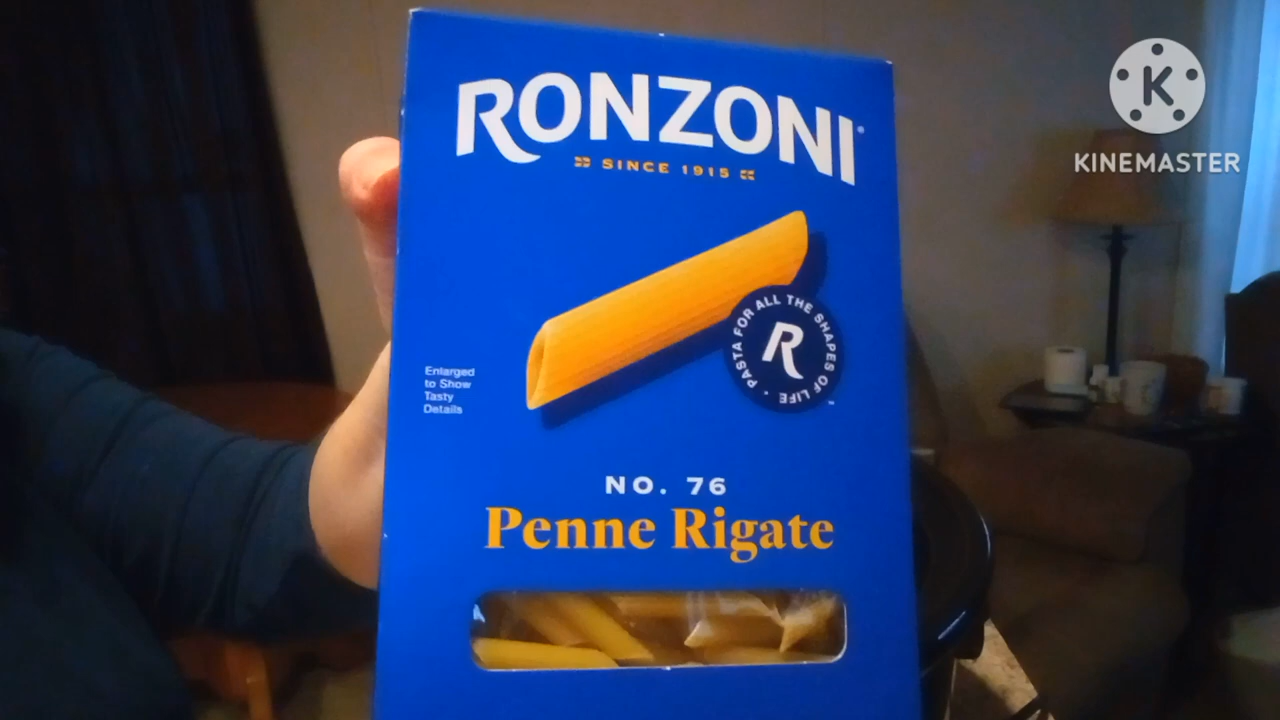 RONZONI
SINCE 1915
PASTA FOR ALL THE SHAPES OF LIFE
R
Enlarged
to Show
Tasty
Details
NO. 76
Penne Rigate
K
KINEMASTER